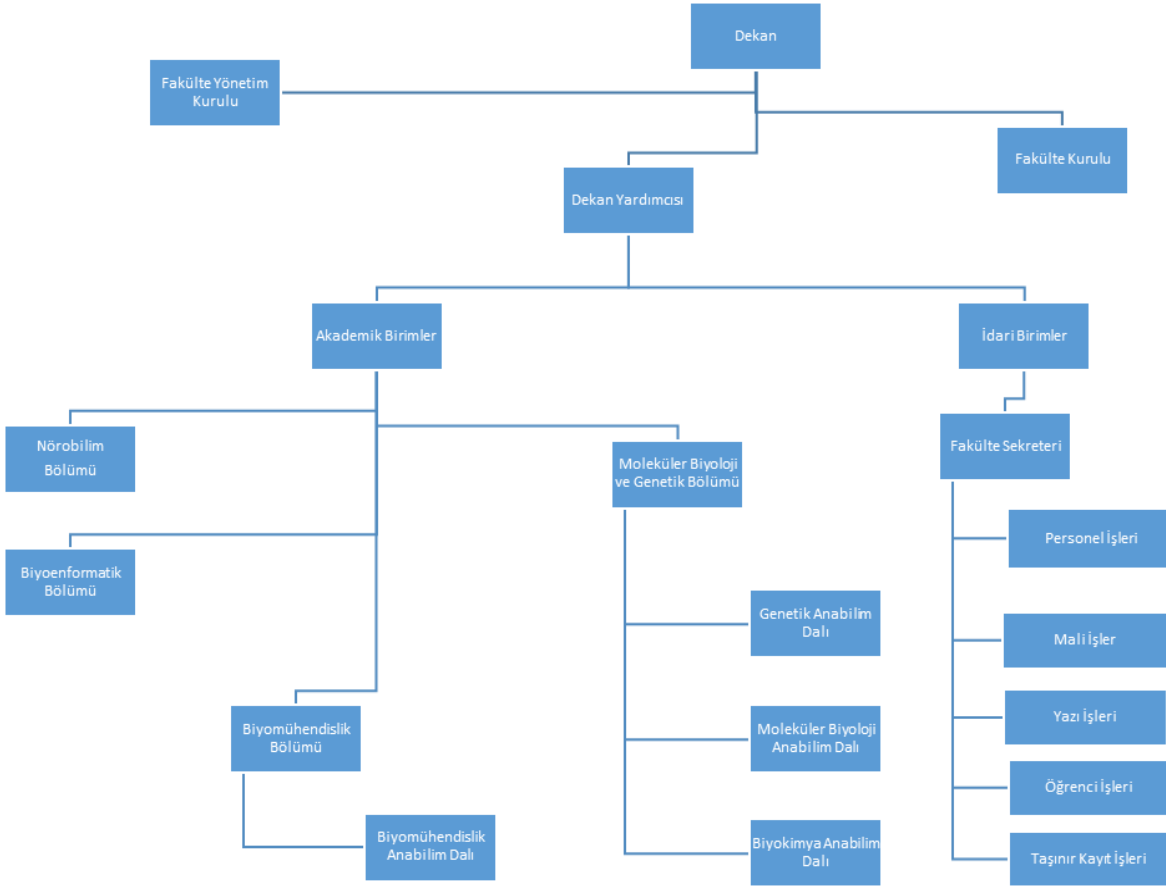 Dekan
Fakülte Yönetim
Kurulu
Fakülte Kurulu
Dekan Yardımcısı
Akademik Birimler
İdari Birimler
Nörobilim
Bölümü
Moleküler Biyoloji
ve Genetik Bölümü
Fakülte Sekreteri
Personel İşleri
Biyoenformatik
Bölümü
Genetik Anabilim
Dalı
Mali İşler
Yazı İşleri
Biyomühendislik
Bölümü
Moleküler Biyoloji
Anabilim Dalı
Öğrenci İşleri
Biyomühendislik
Anabilim Dalı
Biyokimya Anabilim
Dalı
Taşınır Kayıt İşleri